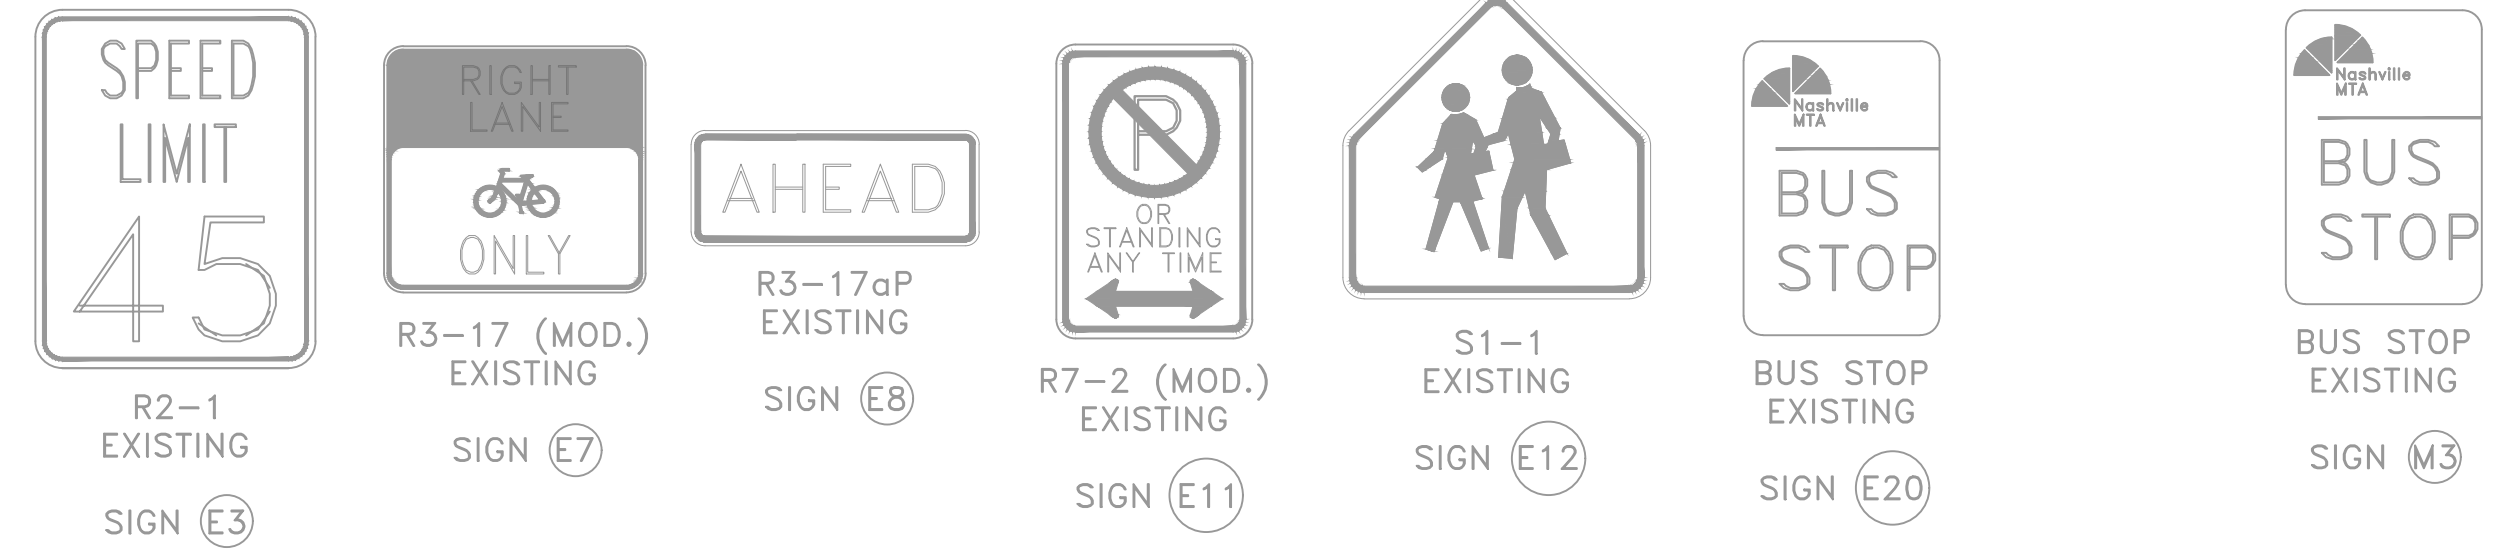 SPEED
LIMIT
45
R2-1
EXISTING
SIGN E3
RIGHT
LANE
ONLY
R3-17 (MOD.)
EXISTING
SIGN E7
AHEAD
R3-17aP
EXISTING
SIGN E8
P
OR
STANDING
ANY TIME
R7-2 (MOD.)
EXISTING
SIGN E11
S1-1
EXISTING
SIGN E12
Nashville
MTA
BUS
STOP
BUS STOP
EXISTING
SIGN E20
Nashville
MTA
BUS
STOP
BUS STOP
EXISTING
SIGN M3